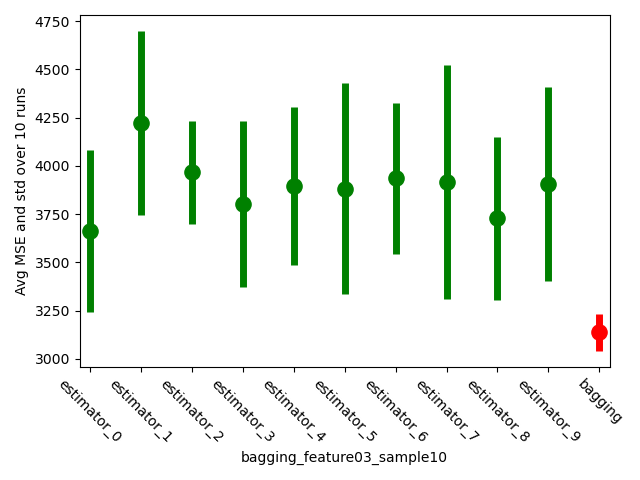 4750
4500
4250
4000
3750
3500
3250
3000
Avg MSE and std over 10 runs
estimator_0
estimator_1
estimator_2
estimator_3
estimator_4
estimator_5
estimator_6
estimator_7
estimator_8
estimator_9
bagging
bagging_feature03_sample10